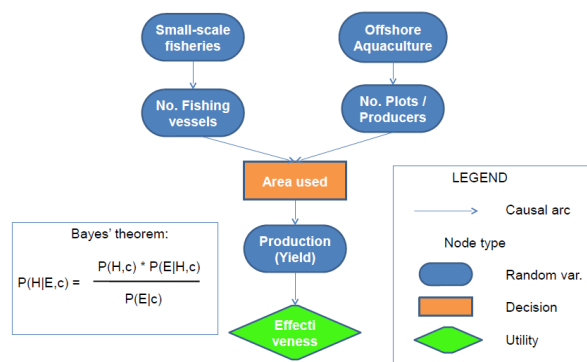 Small-scale
fisheries
Offshore
Aquaculture
No. Fishing
vessels
No. Plots /
Producers
Area used
Production
(Yield)
Effecti
veness
Bayes' theorem:
P(H|E,c) = P(H,c) * P(E|H,c)
P(E|c)
LEGEND
Causal arc
Node type
Random var.
Decision
Utility